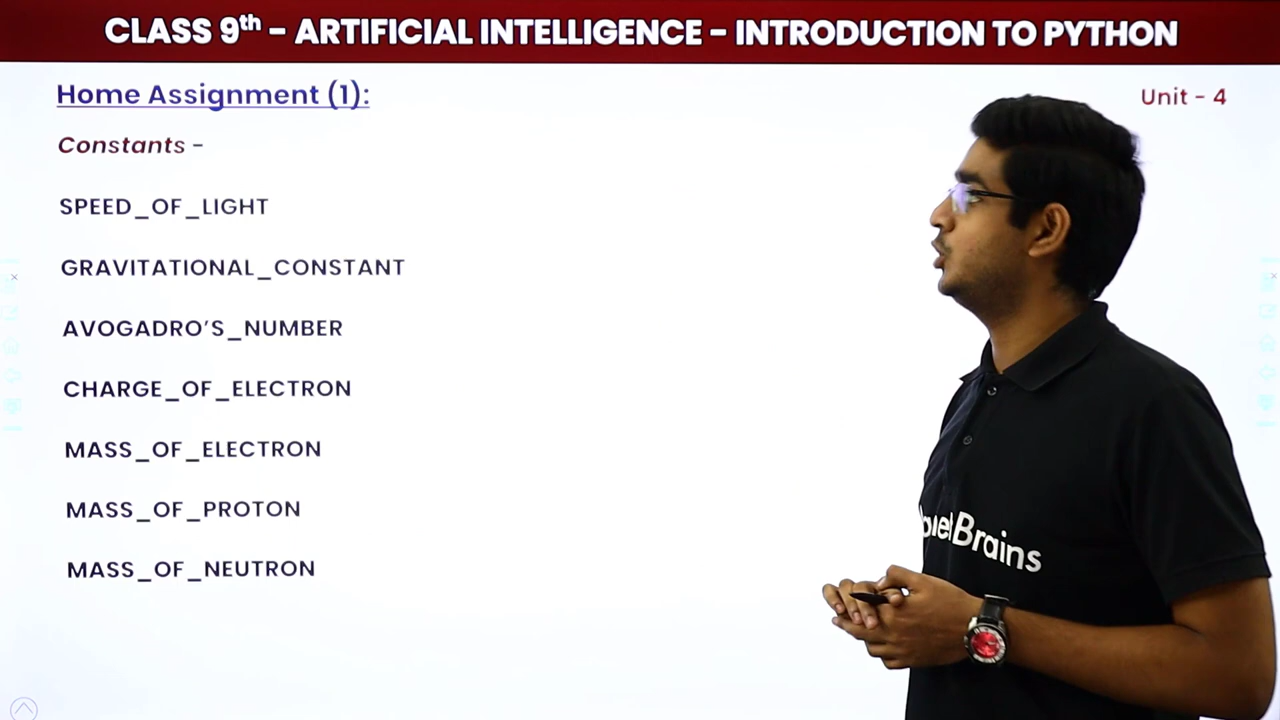 CLASS 9th – ARTIFICIAL INTELLIGENCE – INTRODUCTION TO PYTHON
Home Assignment (1):
Unit - 4
Constants -
SPEED_OF_LIGHT
GRAVITATIONAL_CONSTANT
AVOGADRO'S_NUMBER
CHARGE_OF_ELECTRON
MASS_OF_ELECTRON
MASS_OF_PROTON
MASS_OF_NEUTRON
Brains